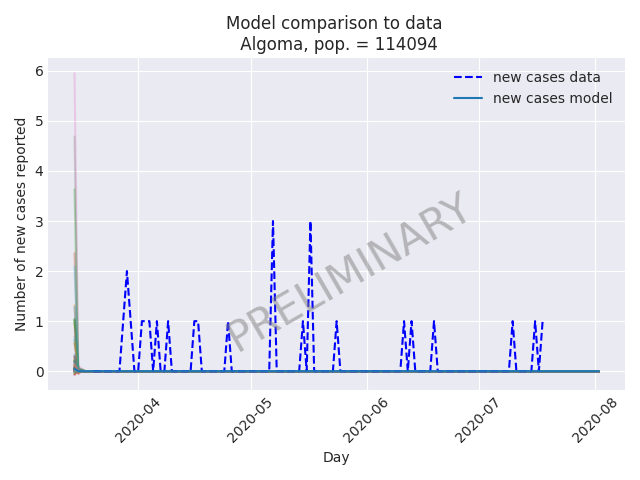 Model comparison to data
Algoma, pop. = 114094
new cases data
new cases model
Number of new cases reported
6
5
4
3
2
1
0
PRELIMINARY
2020-04
2020-05
2020-06
2020-07
2020-08
Day